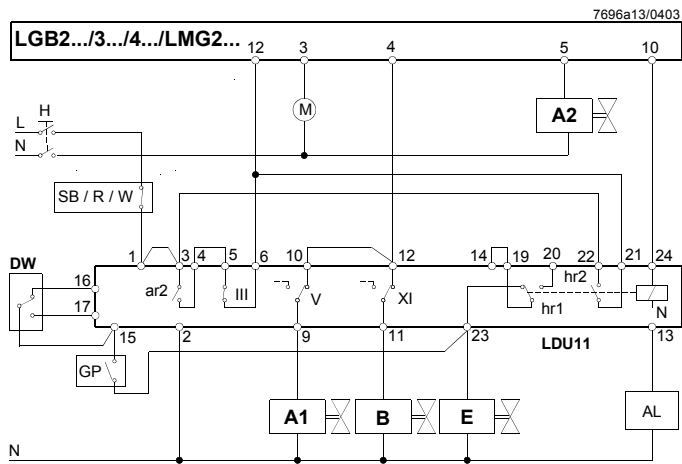 7696a13/0403
LGB2.../3.../4.../LMG2...
12 3 4 5 10
H
L
N
M
A2
SB / R / W
DW
1 3 4 5 6 10 12 14 19 20 22 21 24
16
17
ar2
III
V
XI
hr2
hr1
N
15 2 9 11 23 LDU11 13
GP
A1
B
E
AL
N